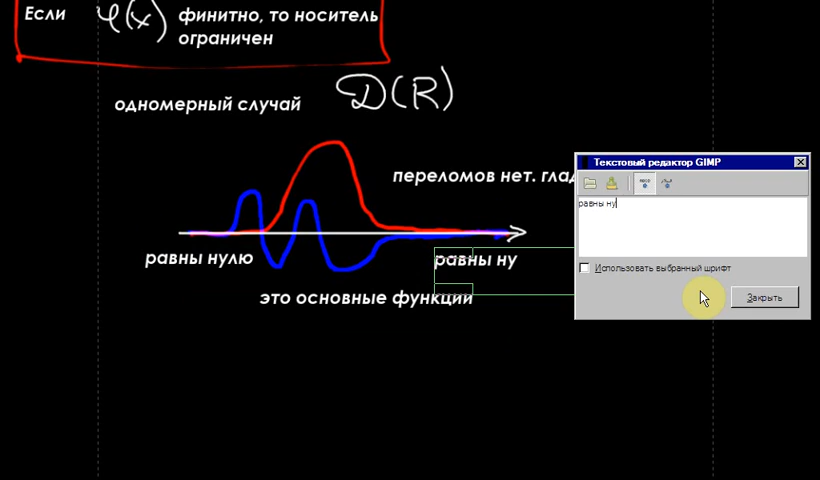 Если φ(x) финитно, то носитель
ограничен
одномерный случай D(R)
переломов нет. глад
равны нулю
равны ну
это основные функции
Текстовый редактор GIMP
равны ну
Использовать выбранный шрифт
Закрыть